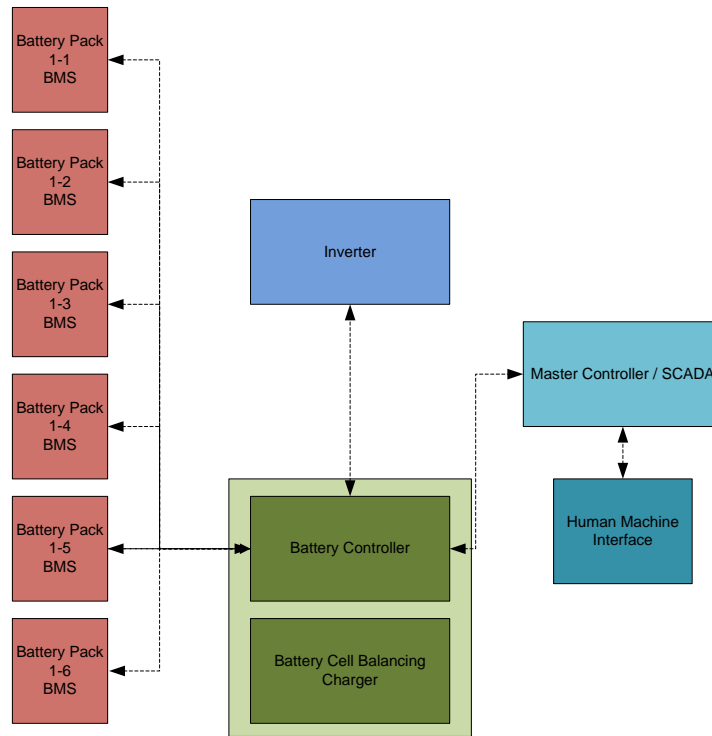 Battery Pack
1-1
BMS
Battery Pack
1-2
BMS
Battery Pack
1-3
BMS
Battery Pack
1-4
BMS
Battery Pack
1-5
BMS
Battery Pack
1-6
BMS
Inverter
Battery Controller
Battery Cell Balancing
Charger
Master Controller / SCADA
Human Machine
Interface